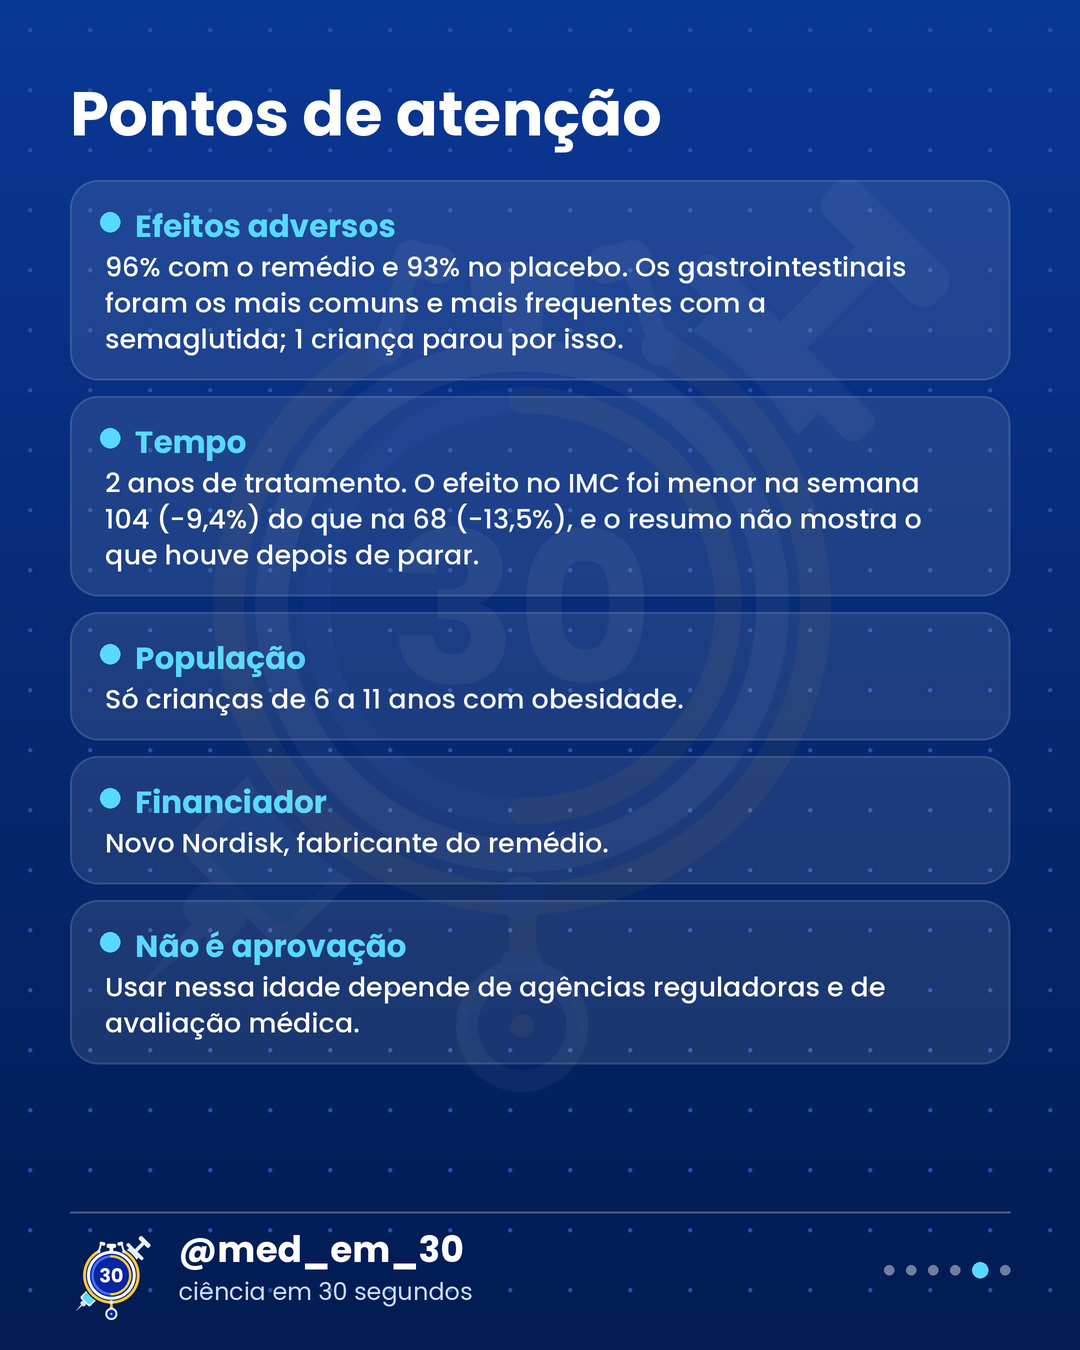 Pontos de atenção
Efeitos adversos
96% com o remédio e 93% no placebo. Os gastrointestinais
foram os mais comuns e mais frequentes com a
semaglutida; 1 criança parou por isso.
Tempo
2 anos de tratamento. O efeito no IMC foi menor na semana
104 (-9,4%) do que na 68 (-13,5%), e o resumo não mostra o
que houve depois de parar.
População
Só crianças de 6 a 11 anos com obesidade.
Financiador
Novo Nordisk, fabricante do remédio.
Não é aprovação
Usar nessa idade depende de agências reguladoras e de
avaliação médica.
30
30
@med_em_30
ciência em 30 segundos